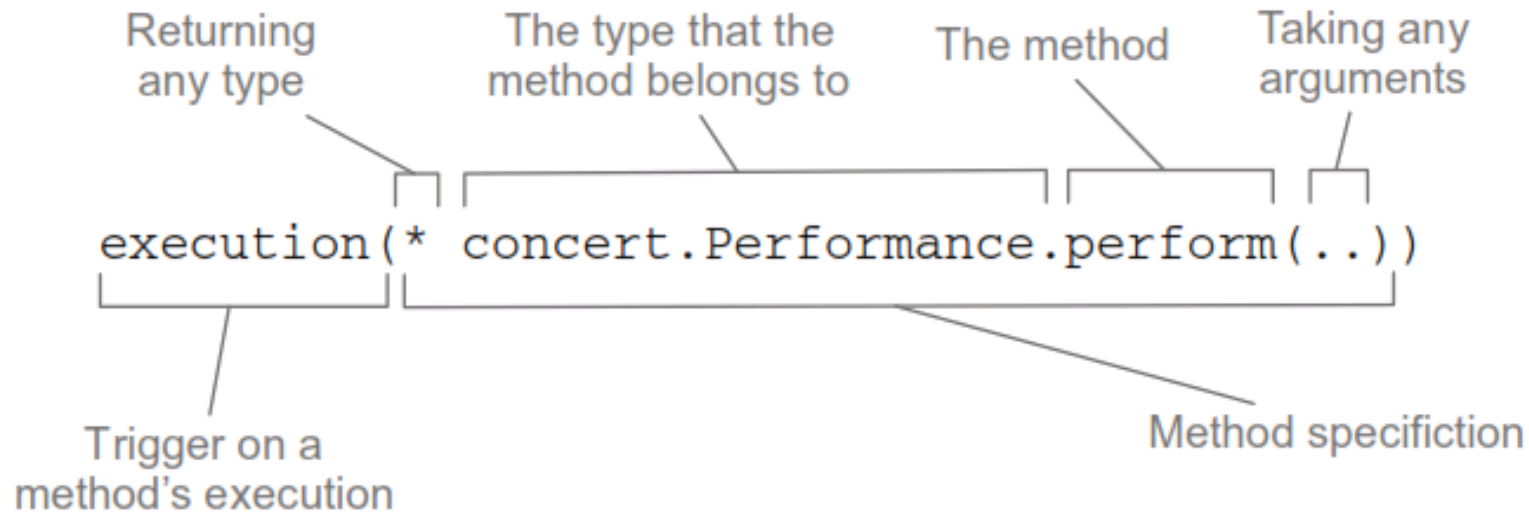 Returning
any type
The type that the
method belongs to
The method
Taking any
arguments
execution(* concert.Performance.perform(..))
Trigger on a
method’s execution
Method specifiction